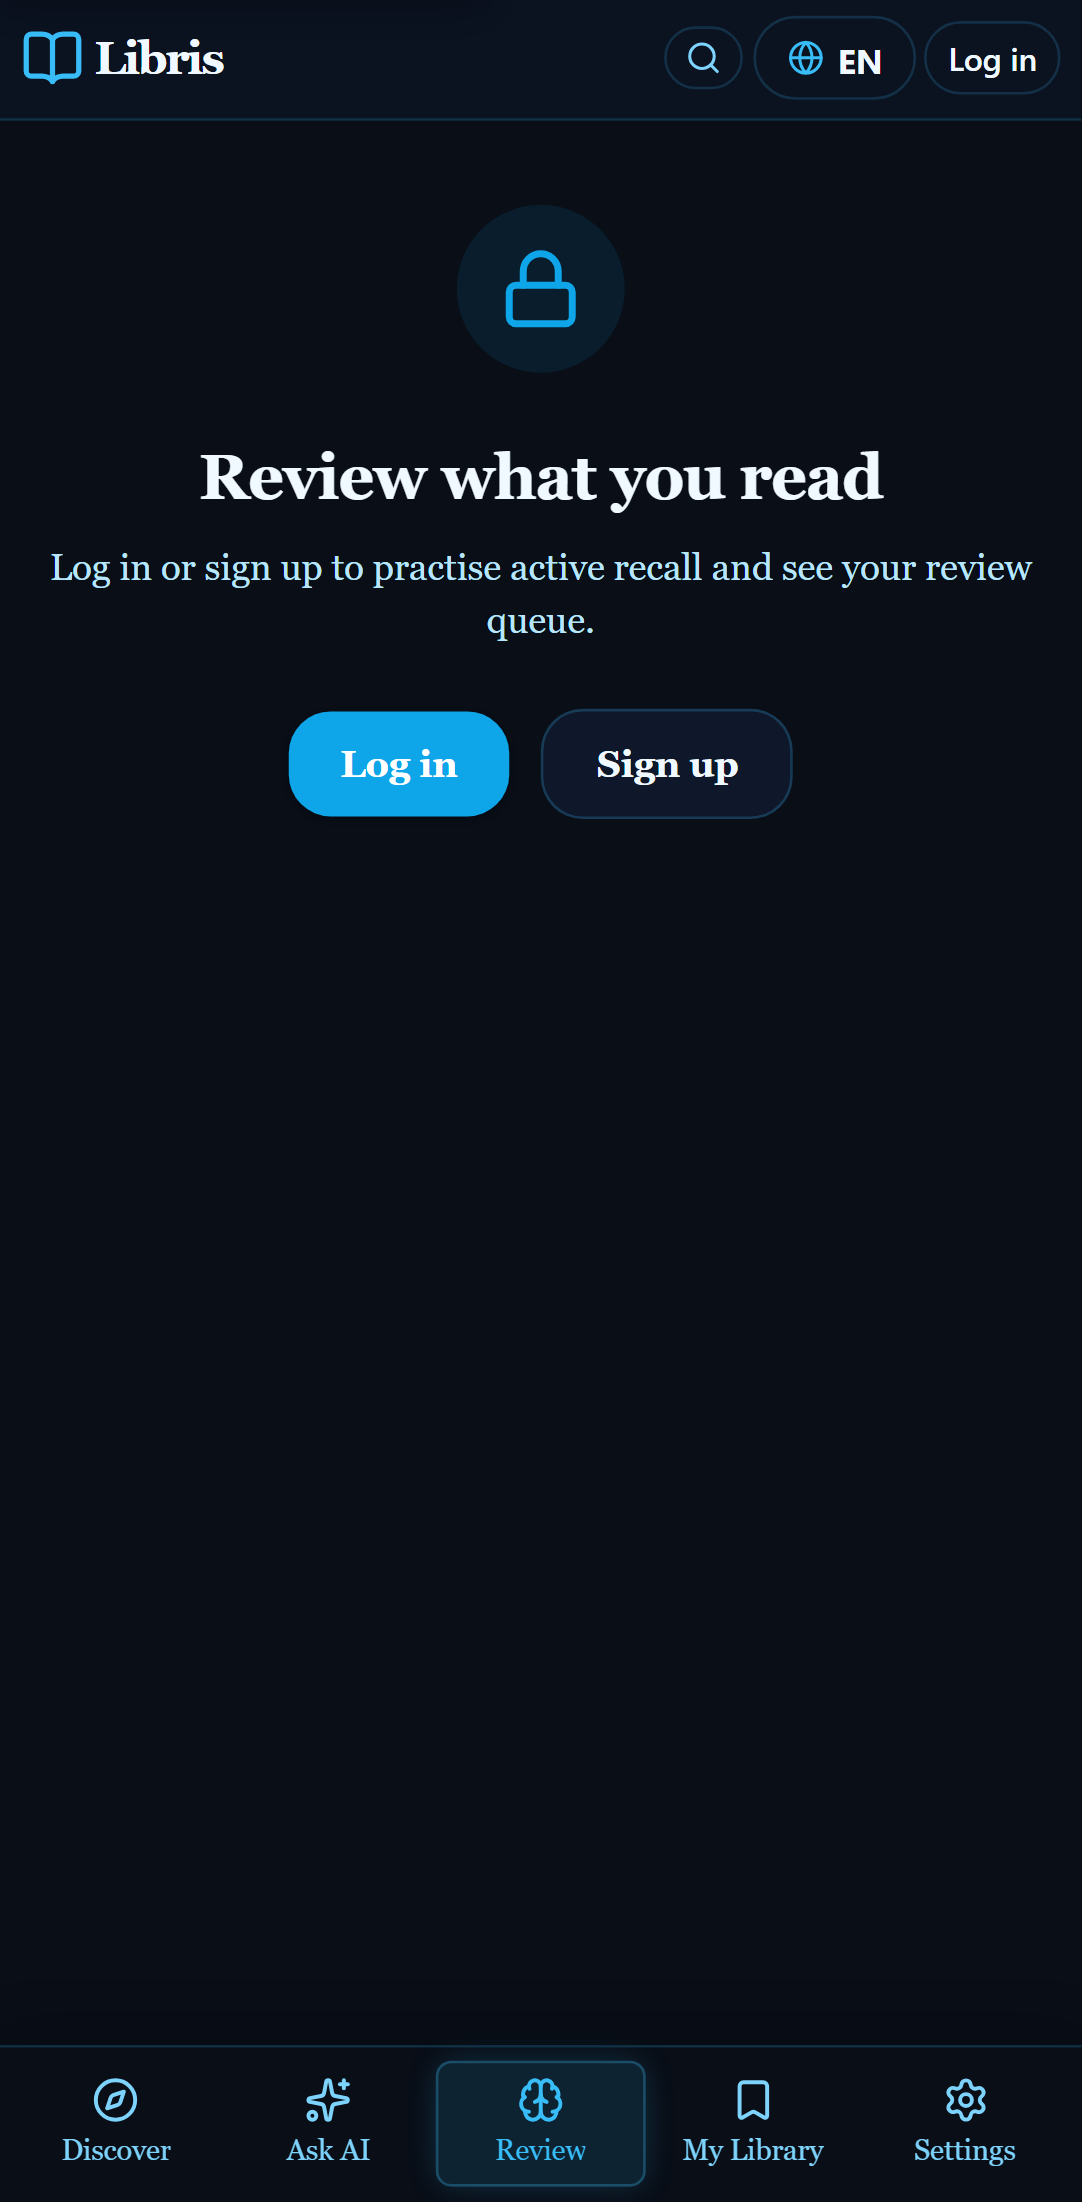 Libris
EN
Log in
Review what you read
Log in or sign up to practise active recall and see your review
queue.
Log in
Sign up
Discover
Ask AI
Review
My Library
Settings